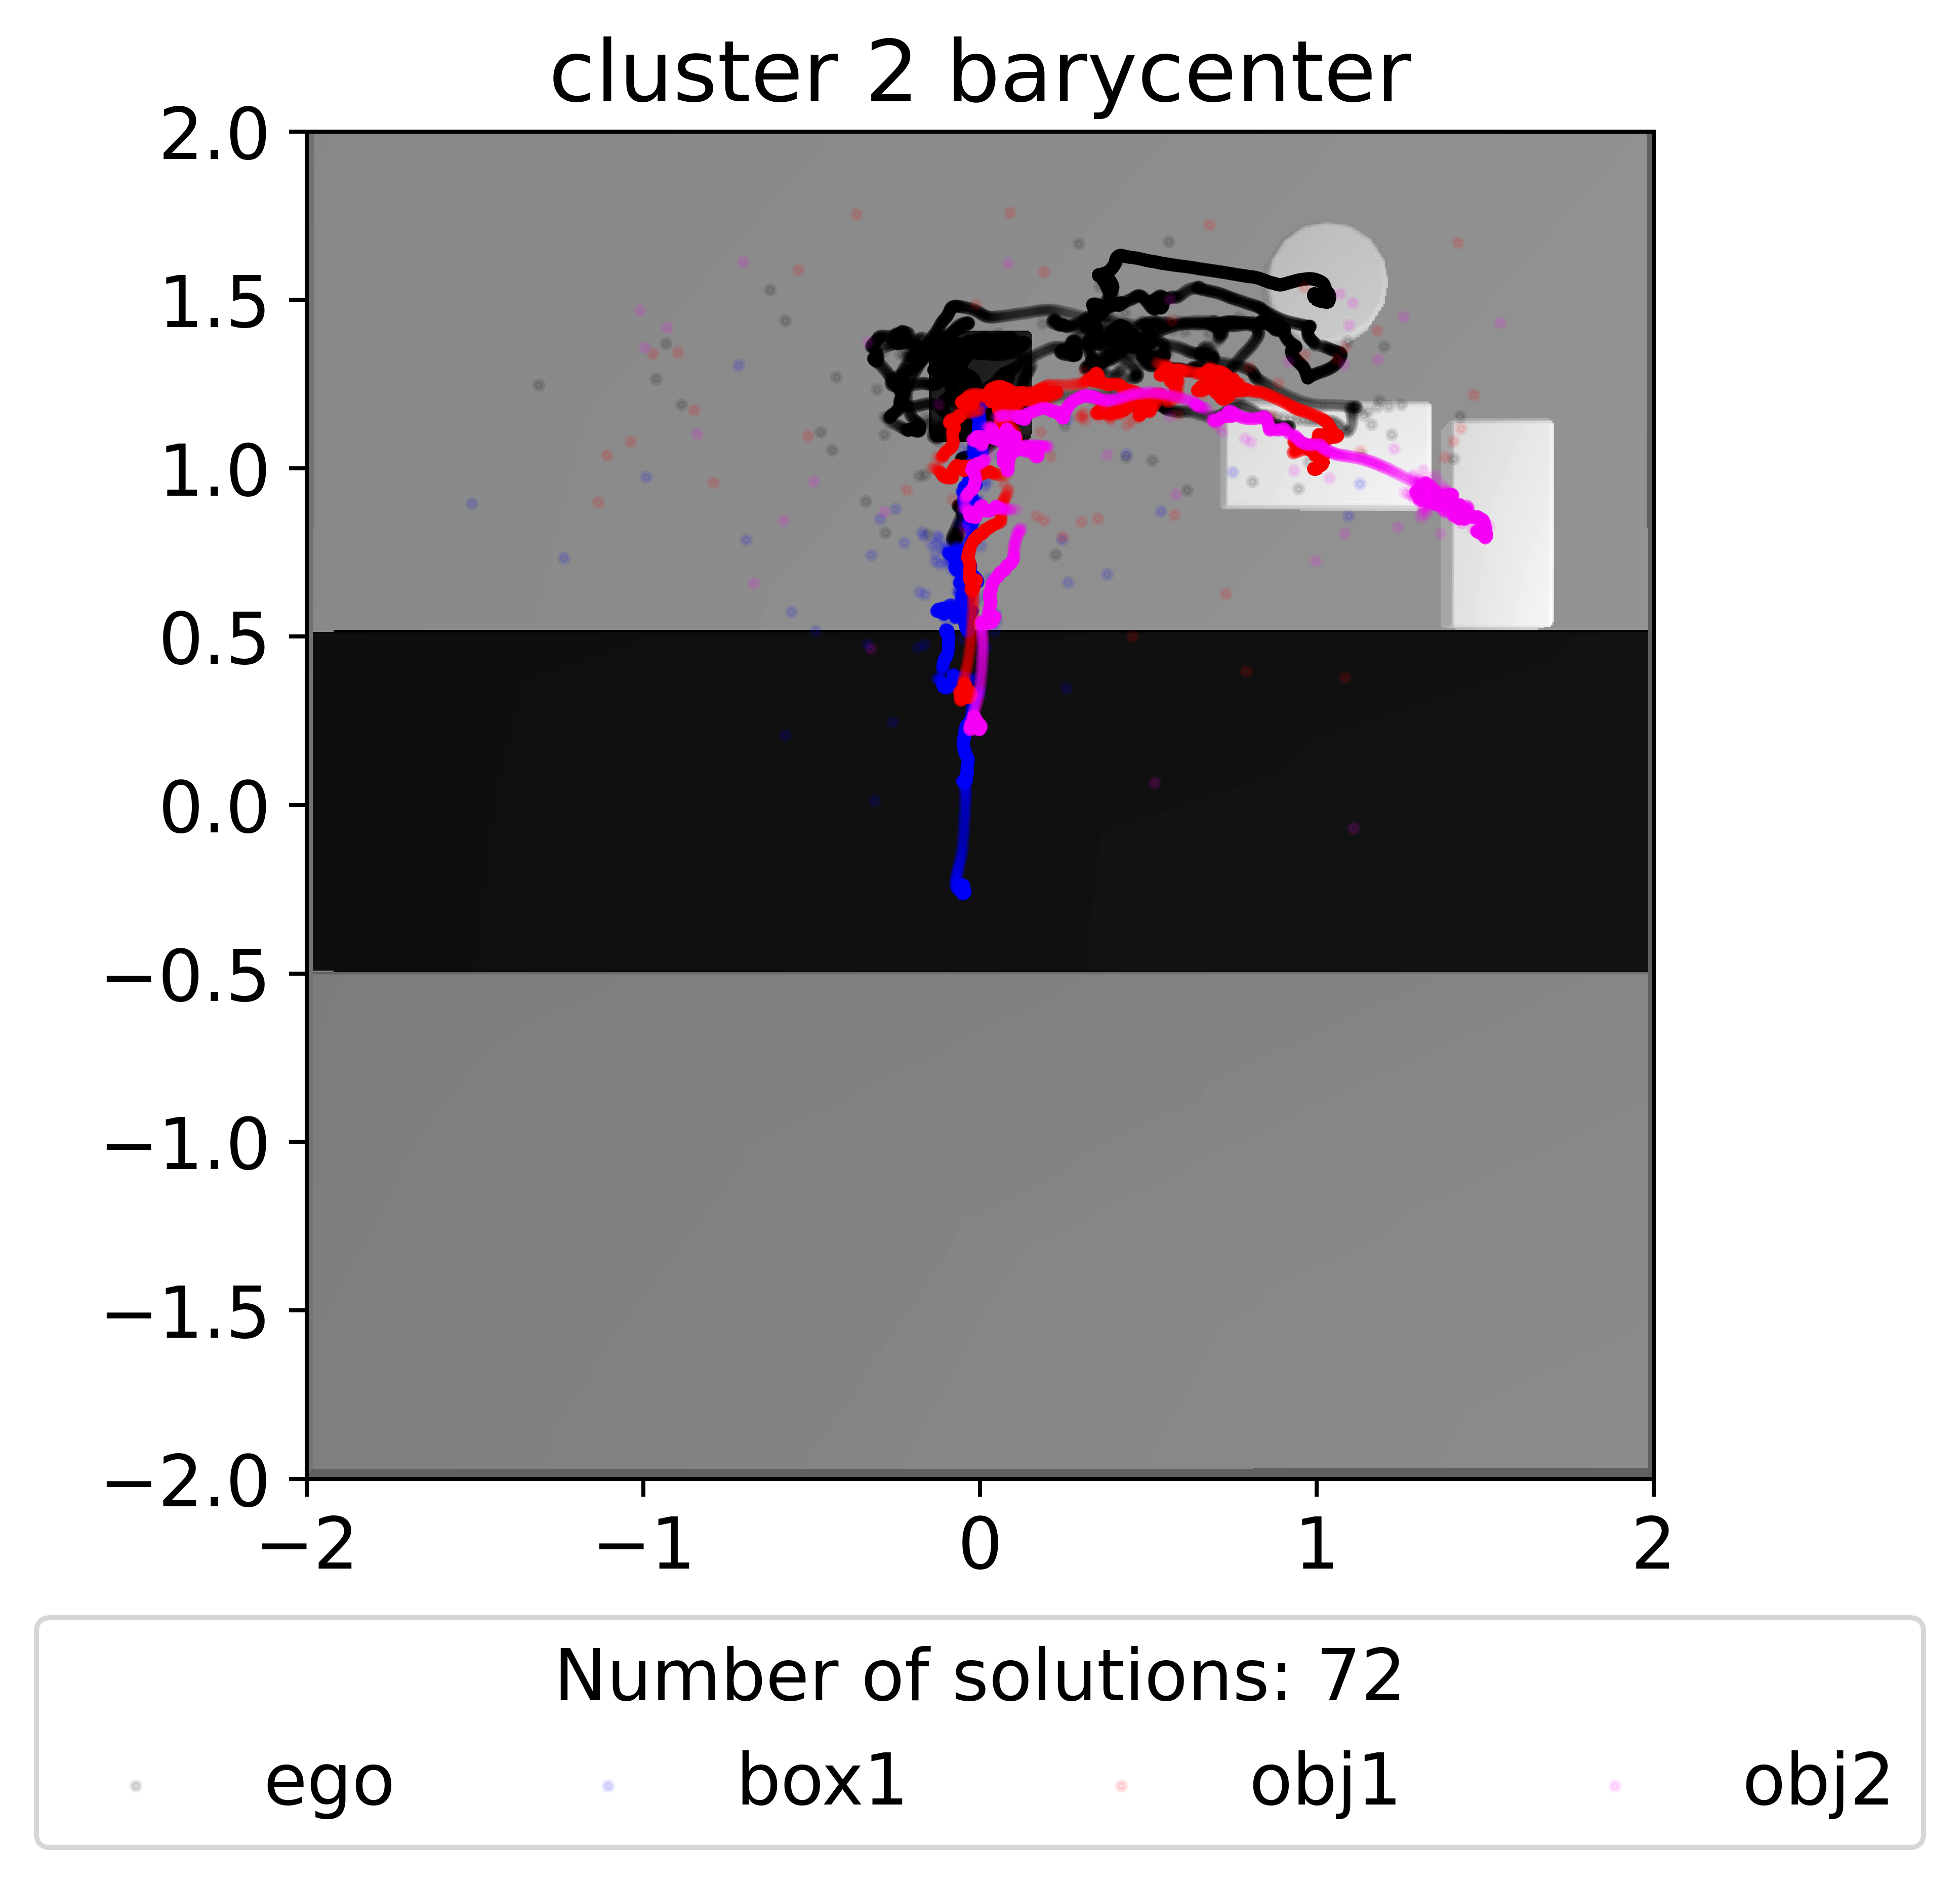 cluster 2 barycenter
2.0
1.5
1.0
0.5
0.0
−0.5
−1.0
−1.5
−2.0
−2 −1 0 1 2
Number of solutions: 72
ego box1 obj1 obj2